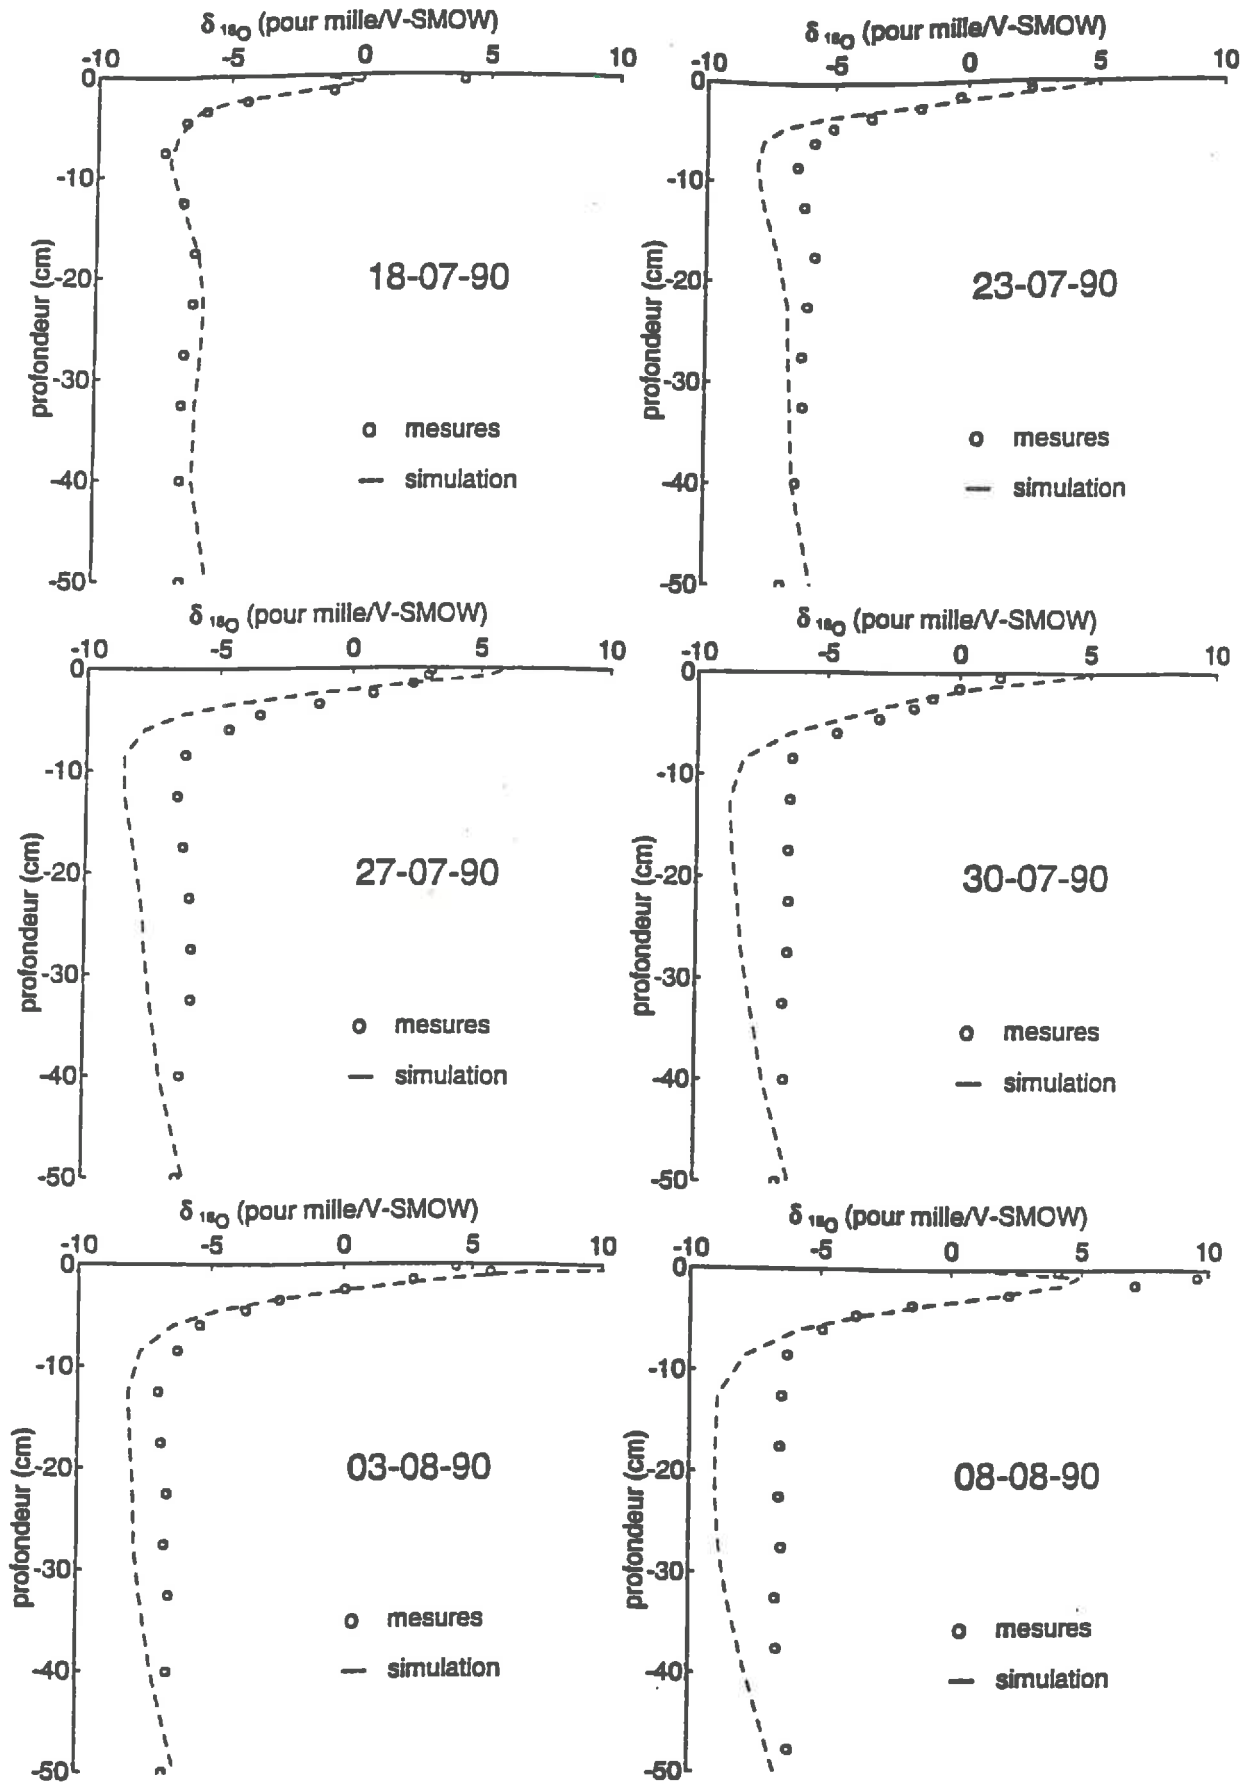 δ 18O (pour mille/V-SMOW)
-10 -5 0 5 10
0
-10
-20
-30
-40
-50
profondeur (cm)
18-07-90
mesures
simulation
δ 18O (pour mille/V-SMOW)
-10 -5 0 5 10
0
-10
-20
-30
-40
-50
profondeur (cm)
23-07-90
mesures
simulation
δ 18O (pour mille/V-SMOW)
-10 -5 0 5 10
0
-10
-20
-30
-40
-50
profondeur (cm)
27-07-90
mesures
simulation
δ 18O (pour mille/V-SMOW)
-10 -5 0 5 10
0
-10
-20
-30
-40
-50
profondeur (cm)
30-07-90
mesures
simulation
δ 18O (pour mille/V-SMOW)
-10 -5 0 5 10
0
-10
-20
-30
-40
-50
profondeur (cm)
03-08-90
mesures
simulation
δ 18O (pour mille/V-SMOW)
-10 -5 0 5 10
0
-10
-20
-30
-40
-50
profondeur (cm)
08-08-90
mesures
simulation